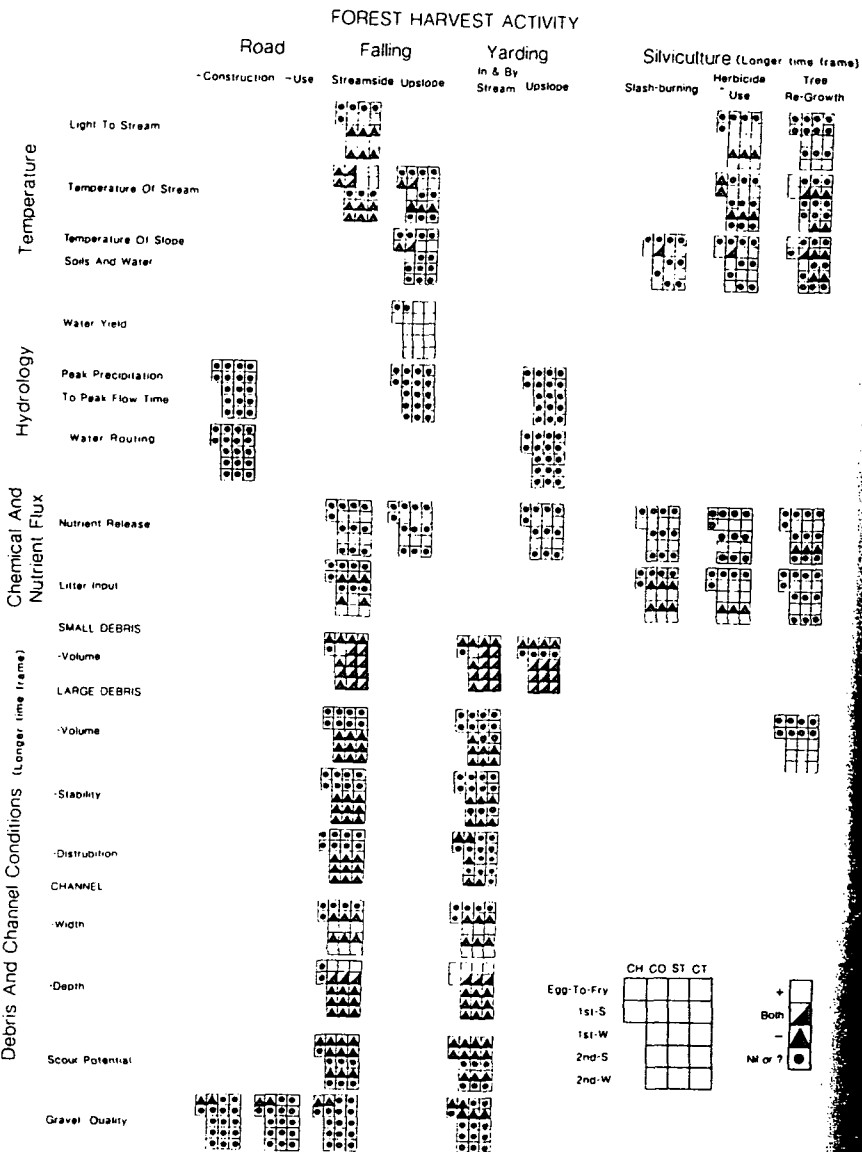 FOREST HARVEST ACTIVITY
Road Falling Yarding Silviculture (Longer time frame)
-Construction -Use Streamside Upslope In & By Stream Upslope Slash-burning Herbicide Use Tree Re-Growth
Temperature
Light To Stream
Temperature Of Stream
Temperature Of Slope
Soils And Water
Hydrology
Water Yield
Peak Precipitation
To Peak Flow Time
Water Routing
Chemical And
Nutrient Flux
Nutrient Release
Litter Input
Debris And Channel Conditions (Longer time frame)
SMALL DEBRIS
-Volume
LARGE DEBRIS
-Volume
-Stability
-Distrubition
CHANNEL
-Width
-Depth
Scour Potential
Gravel Quality
CH CO ST CT
Egg-To-Fry
1st-S
1st-W
2nd-S
2nd-W
+
Both
−
Nil or ?